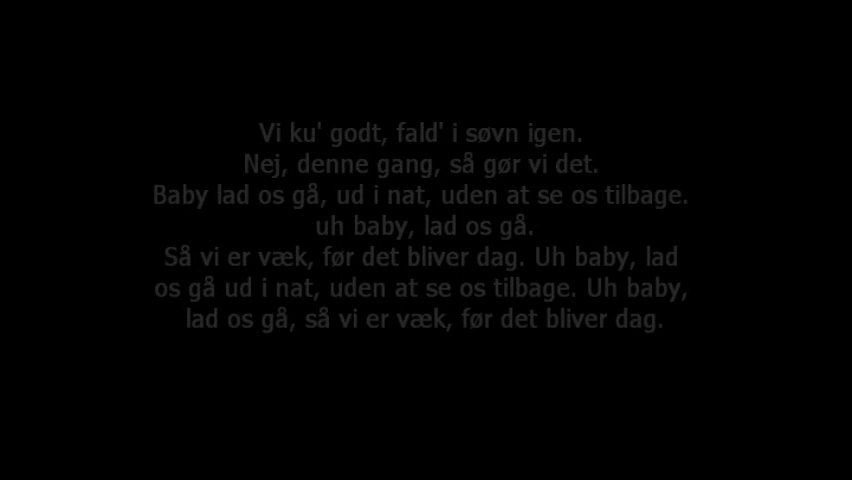 Vi ku' godt, fald' i søvn igen.
Nej, denne gang, så gør vi det.
Baby lad os gå, ud i nat, uden at se os tilbage.
uh baby, lad os gå.
Så vi er væk, før det bliver dag. Uh baby, lad
os gå ud i nat, uden at se os tilbage. Uh baby,
lad os gå, så vi er væk, før det bliver dag.